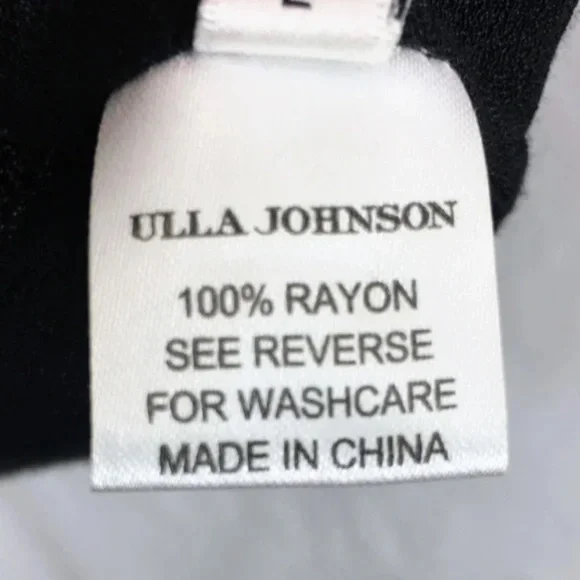 ULLA JOHNSON
100% RAYON
SEE REVERSE
FOR WASHCARE
MADE IN CHINA